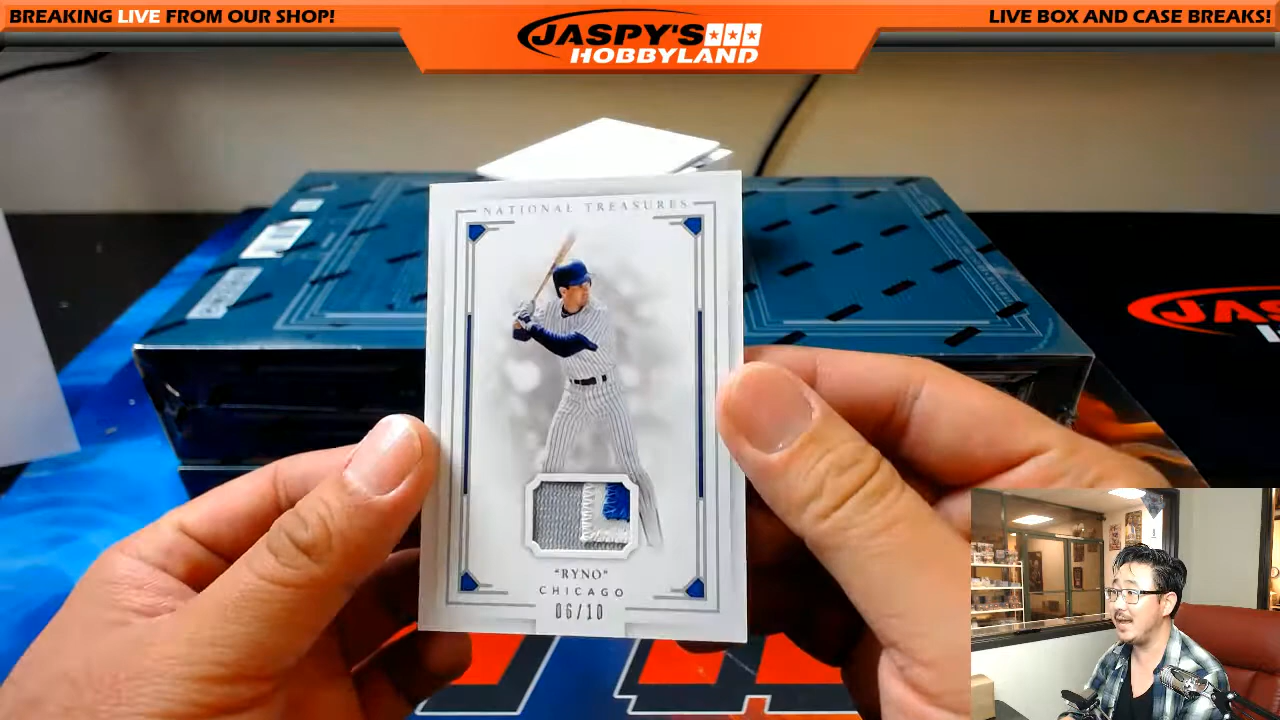 BREAKING LIVE FROM OUR SHOP!
JASPY'S
HOBBYLAND
LIVE BOX AND CASE BREAKS!
NATIONAL TREASURES
"RYNO"
CHICAGO
06/10